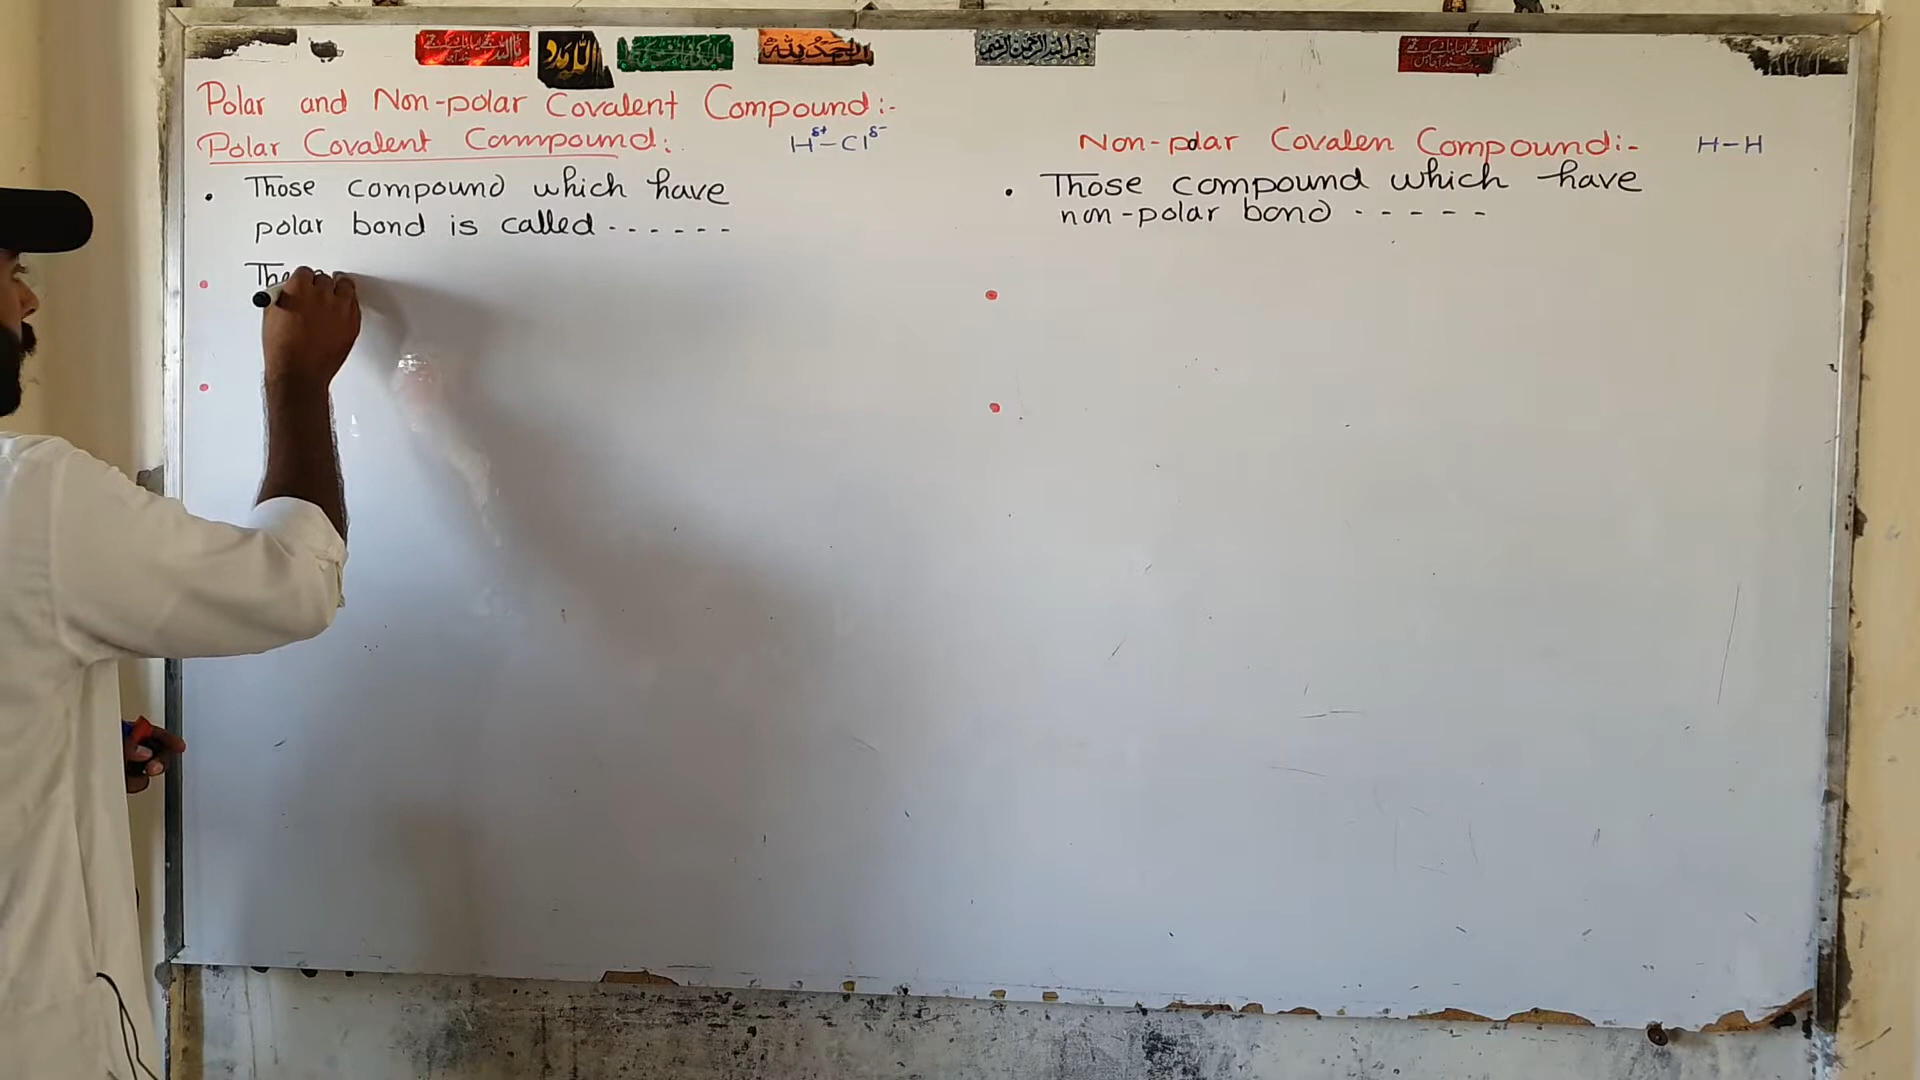 Polar and Non-polar Covalent Compound:-
Polar Covalent Commpound:
H^δ+ – Cl^δ-
• Those compound which have
polar bond is called ------
•
•
Non-polar Covalen Compound:-
H-H
• Those compound which have
non-polar bond -----
•
•